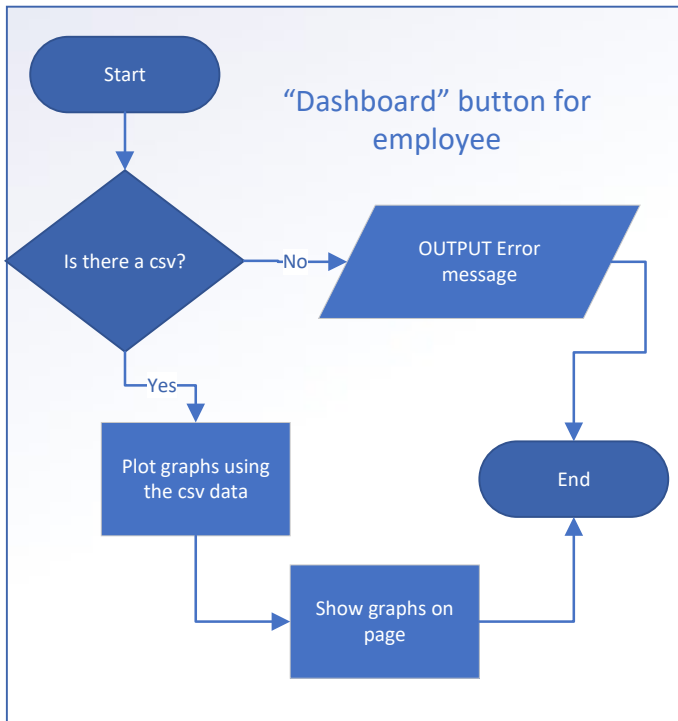 Start
“Dashboard” button for
employee
Is there a csv?
No
OUTPUT Error
message
Yes
Plot graphs using
the csv data
End
Show graphs on
page